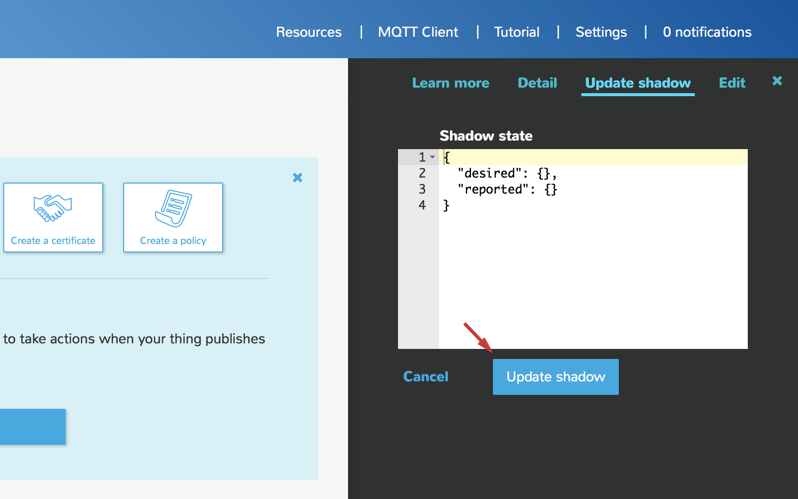 Resources | MQTT Client | Tutorial | Settings | 0 notifications
Learn more Detail Update shadow Edit
Shadow state
1 {
2 "desired": {},
3 "reported": {}
4 }
Cancel Update shadow
Create a certificate Create a policy
to take actions when your thing publishes